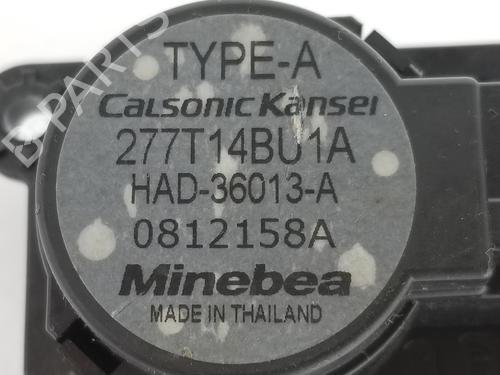 B PARTS
TYPE-A
CALSONIC KANSEI
277T14BU1A
HAD-36013-A
0812158A
Minebea
MADE IN THAILAND